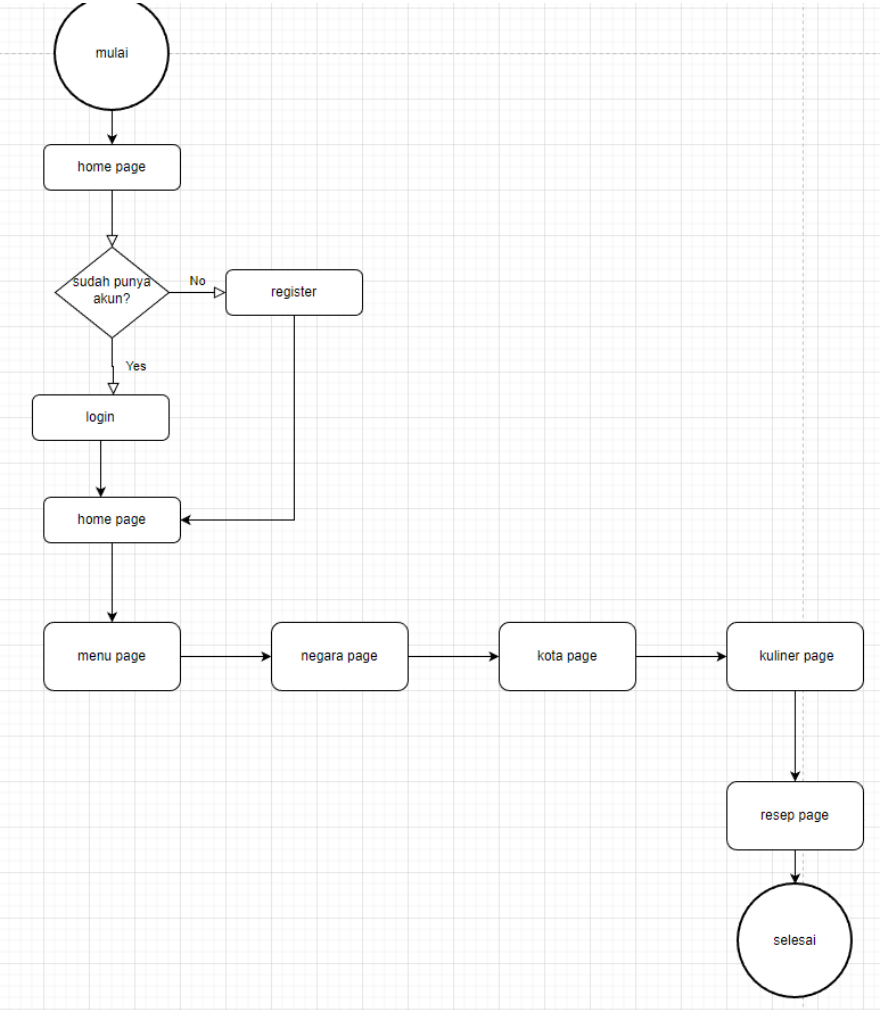 mulai
home page
sudah punya
akun?
No
register
Yes
login
home page
menu page
negara page
kota page
kuliner page
resep page
selesai